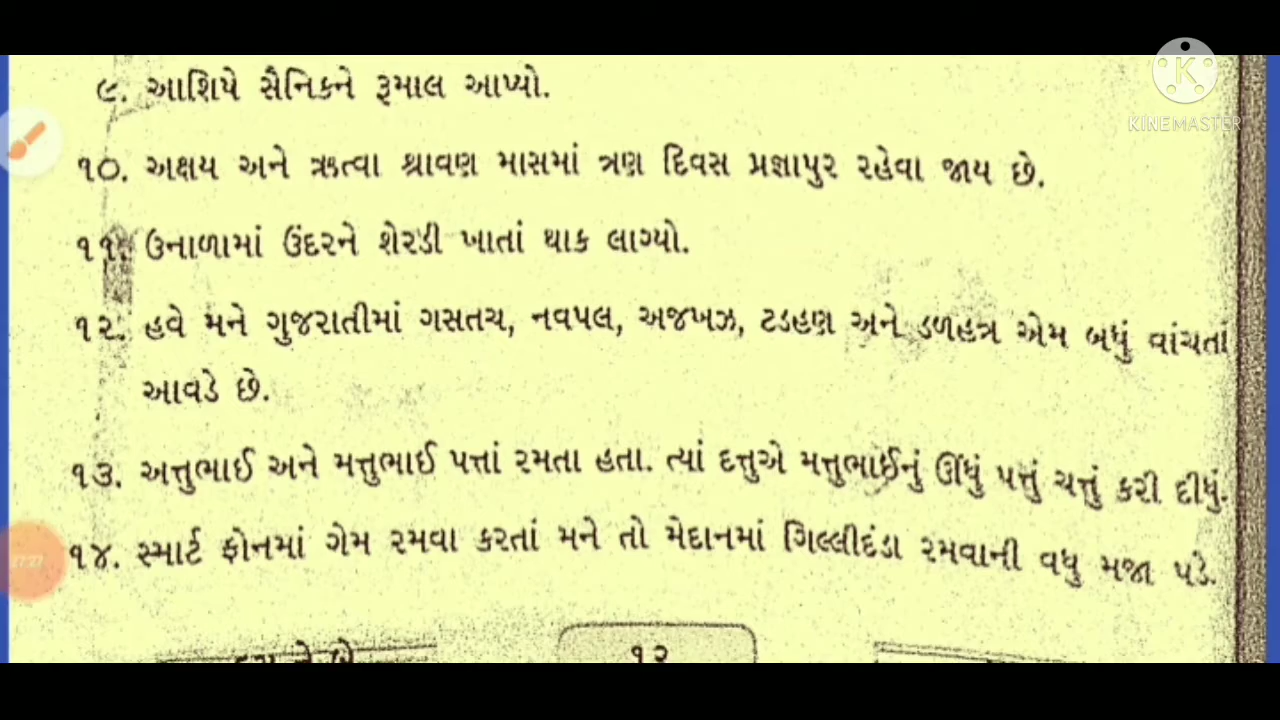 KINEMASTER
૯. આશિયે સૈનિકને રૂમાલ આપ્યો.
૧૦. અક્ષય અને ઋત્વા શ્રાવણ માસમાં ત્રણ દિવસ પ્રજ્ઞાપુર રહેવા જાય છે.
૧૧. ઉનાળામાં ઉંદરને શેરડી ખાતાં થાક લાગ્યો.
૧૨. હવે મને ગુજરાતીમાં ગસતચ, નવપલ, અજખઝ, ટડહણ અને ડળહત્ર એમ બધું વાંચતાં
આવડે છે.
૧૩. અત્તુભાઈ અને મત્તુભાઈ પત્તાં રમતા હતા. ત્યાં દત્તુએ મત્તુભાઈનું ઊંધું પત્તું ચત્તું કરી દીધું.
૧૪. સ્માર્ટ ફોનમાં ગેમ રમવા કરતાં મને તો મેદાનમાં ગિલ્લીદંડા રમવાની વધુ મજા પડે.
૧૨